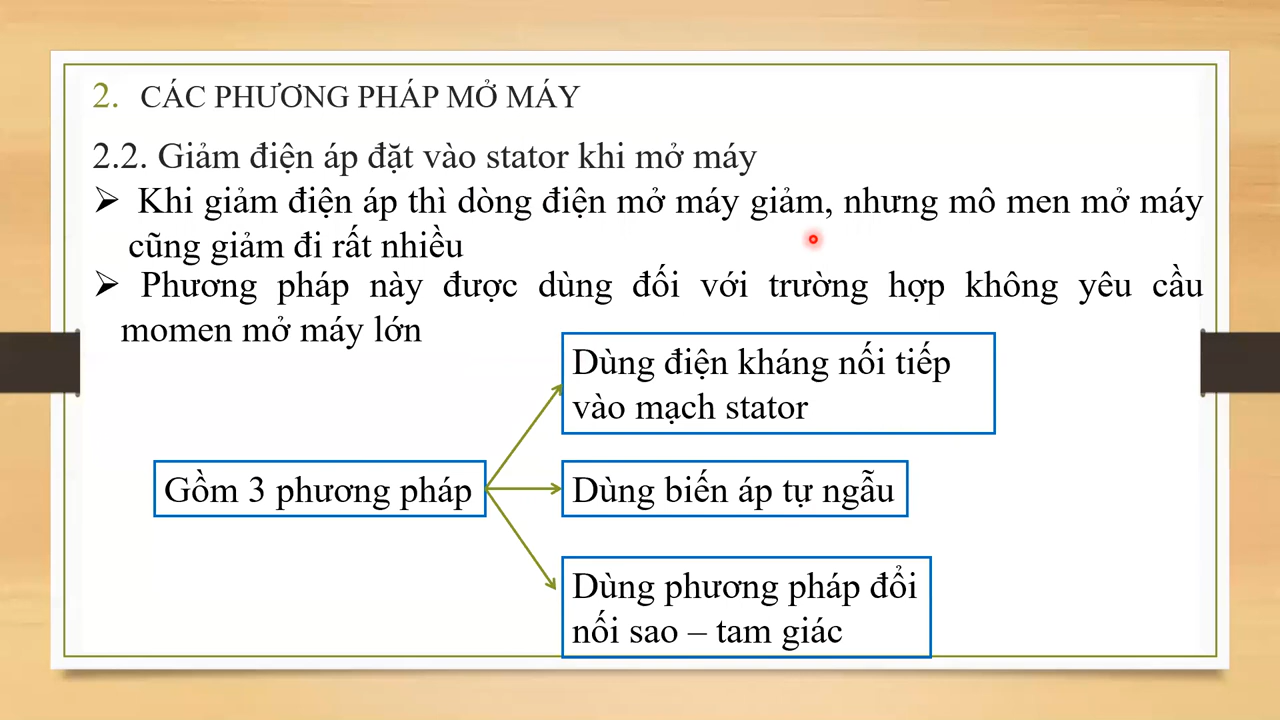 2. CÁC PHƯƠNG PHÁP MỞ MÁY
2.2. Giảm điện áp đặt vào stator khi mở máy
➢ Khi giảm điện áp thì dòng điện mở máy giảm, nhưng mô men mở máy
cũng giảm đi rất nhiều
➢ Phương pháp này được dùng đối với trường hợp không yêu cầu
momen mở máy lớn
Dùng điện kháng nối tiếp
vào mạch stator
Gồm 3 phương pháp
Dùng biến áp tự ngẫu
Dùng phương pháp đổi
nối sao – tam giác